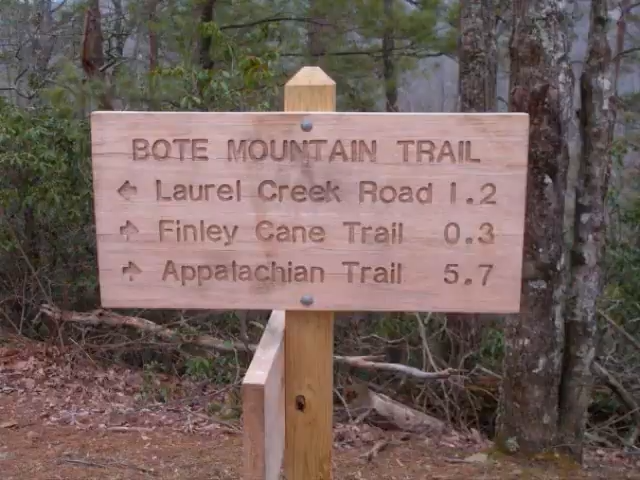 BOTE MOUNTAIN TRAIL
← Laurel Creek Road 1.2
→ Finley Cane Trail 0.3
→ Appalachian Trail 5.7